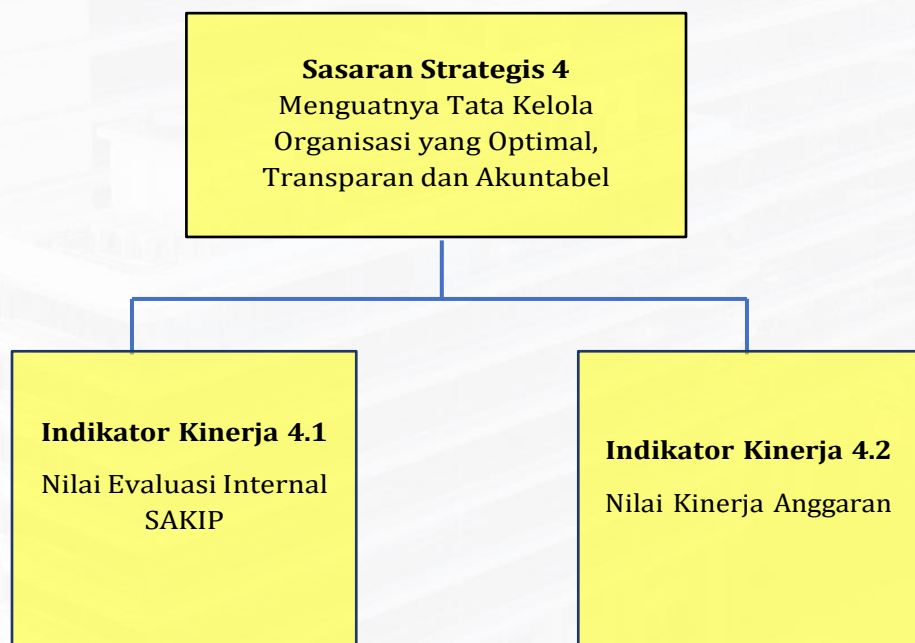 Sasaran Strategis 4
Menguatnya Tata Kelola
Organisasi yang Optimal,
Transparan dan Akuntabel
Indikator Kinerja 4.1
Nilai Evaluasi Internal
SAKIP
Indikator Kinerja 4.2
Nilai Kinerja Anggaran